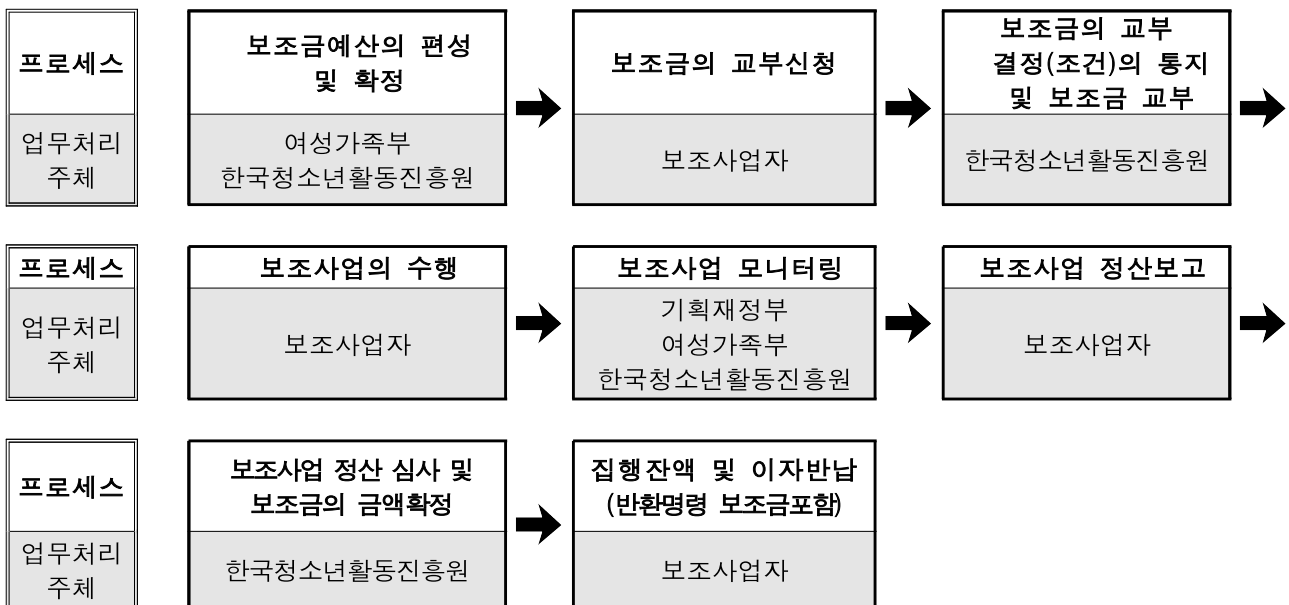 프로세스
보조금예산의 편성
및 확정
보조금의 교부신청
보조금의 교부
결정(조건)의 통지
및 보조금 교부
업무처리
주체
여성가족부
한국청소년활동진흥원
보조사업자
한국청소년활동진흥원
프로세스
보조사업의 수행
보조사업 모니터링
보조사업 정산보고
업무처리
주체
보조사업자
기획재정부
여성가족부
한국청소년활동진흥원
보조사업자
프로세스
보조사업 정산 심사 및
보조금의 금액확정
집행잔액 및 이자반납
(반환명령 보조금포함)
업무처리
주체
한국청소년활동진흥원
보조사업자